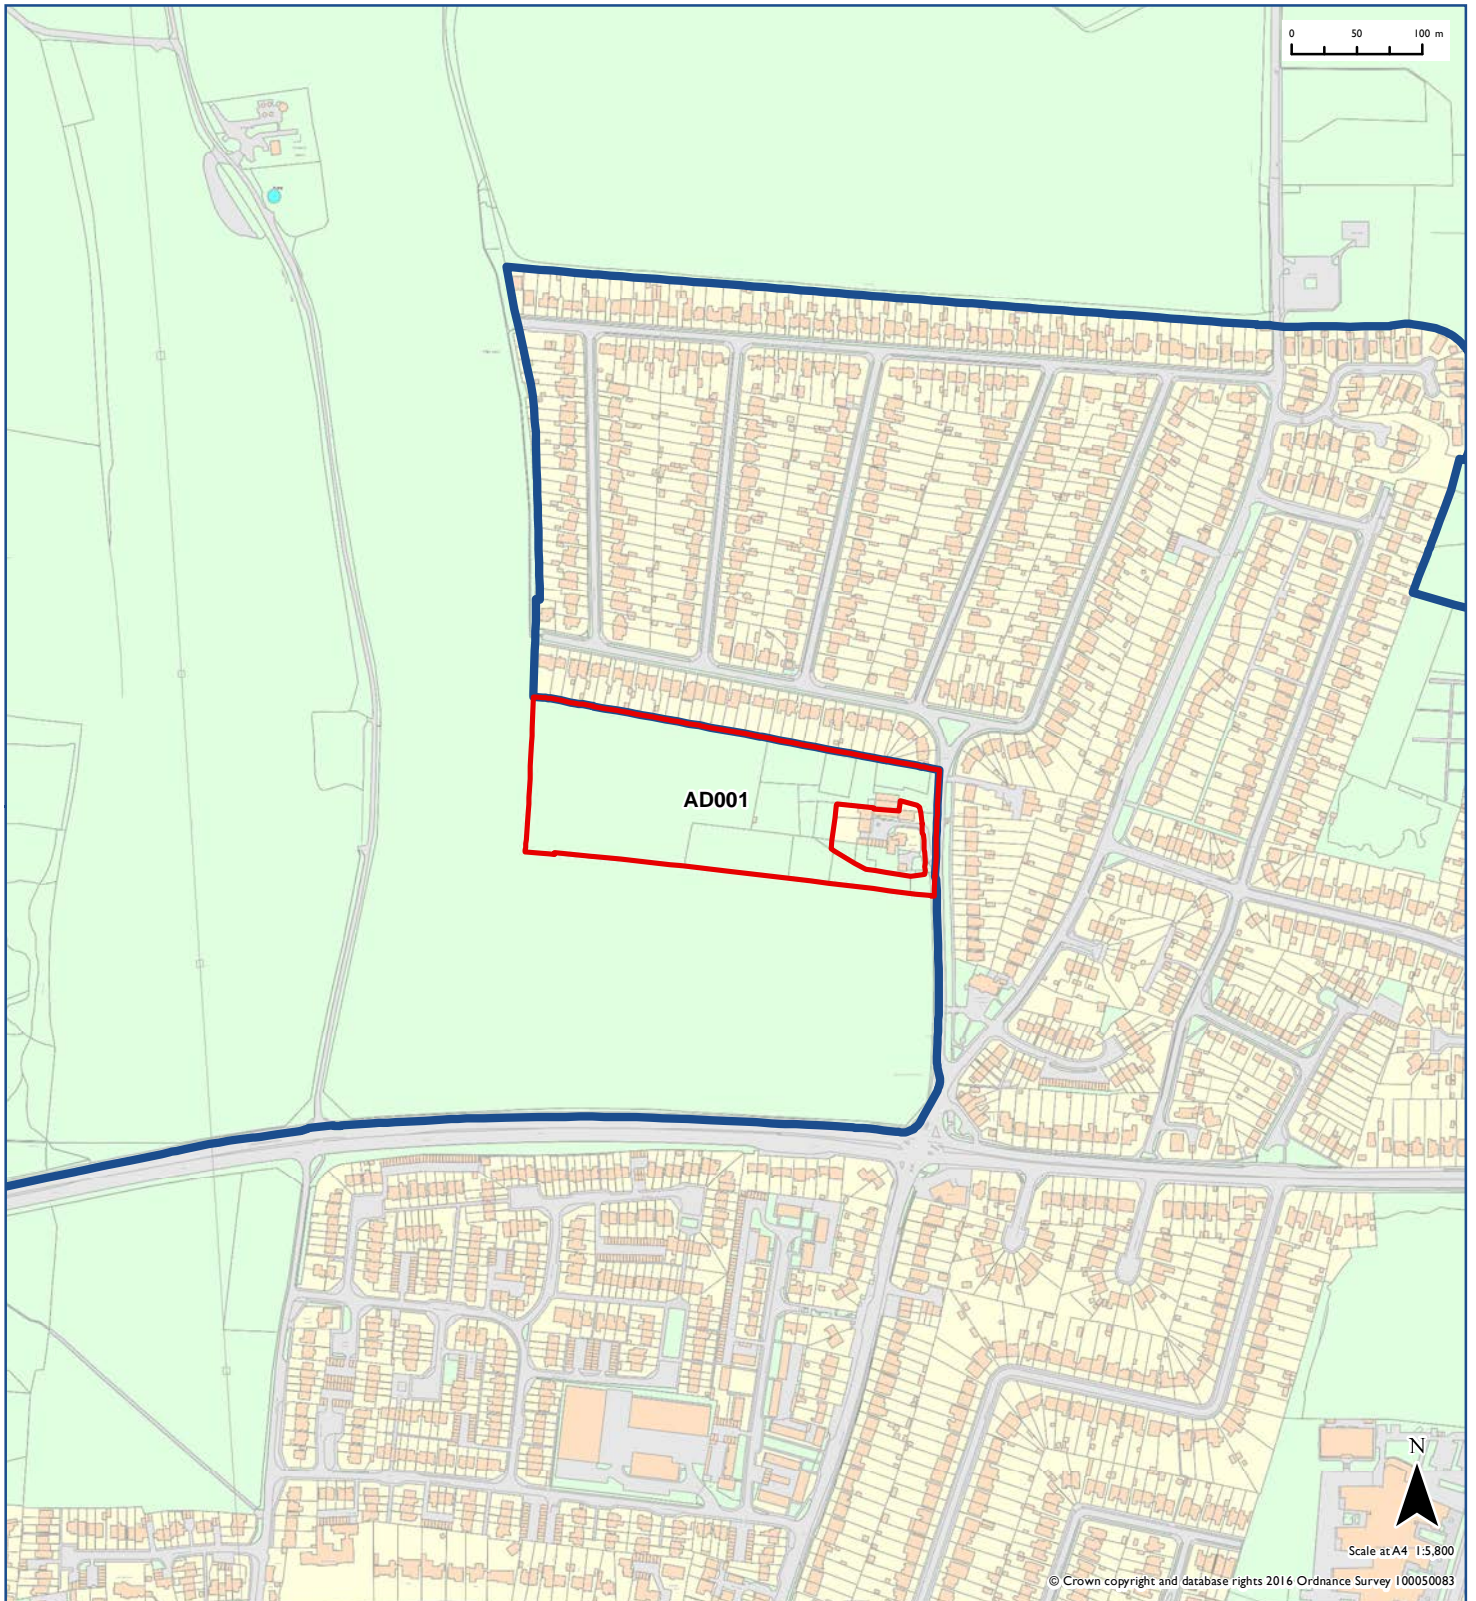 0 50 100 m
AD001
N
Scale at A4 1:5,800
© Crown copyright and database rights 2016 Ordnance Survey 100050083